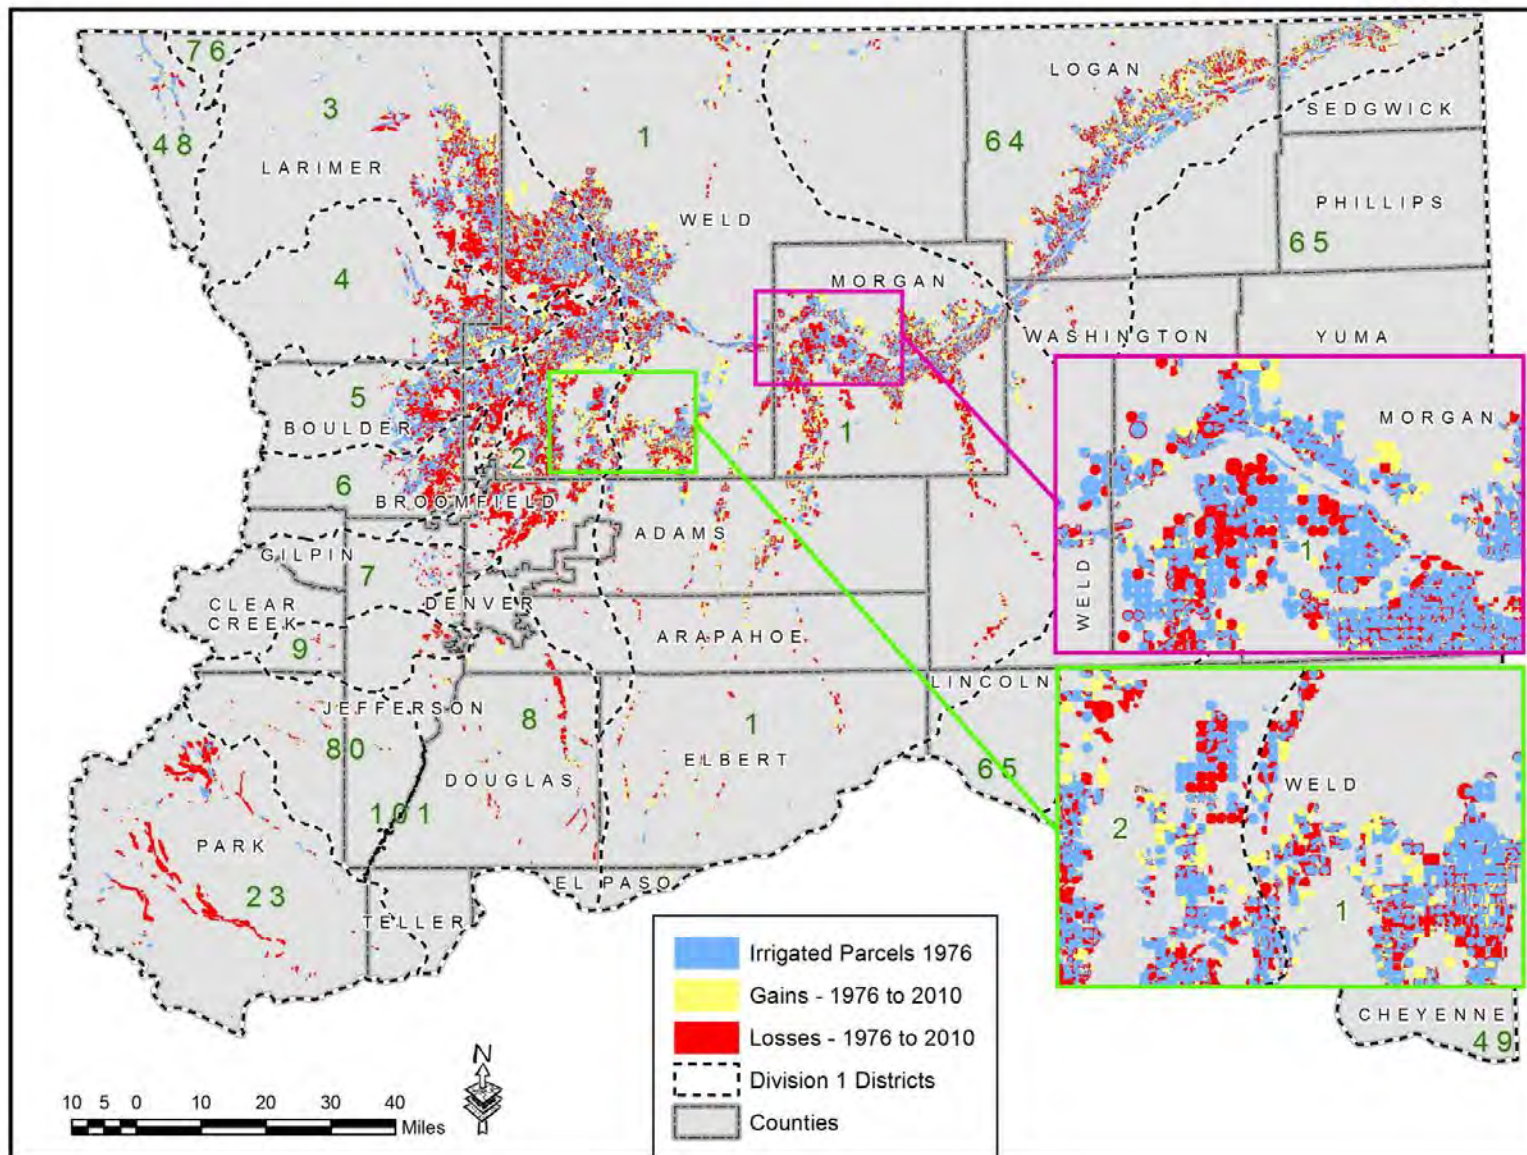 76
LOGAN
3
1
64
SEDGWICK
48
LARIMER
PHILLIPS
WELD
65
4
MORGAN
WASHINGTON
YUMA
5
BOULDER
1
MORGAN
2
6
BROOMFIELD
ADAMS
1
GILPIN
7
WELD
CLEAR
CREEK
DENVER
ARAPAHOE
9
LINCOLN
JEFFERSON
8
1
80
ELBERT
65
WELD
DOUGLAS
101
2
PARK
23
EL PASO
1
TELLER
Irrigated Parcels 1976
Gains - 1976 to 2010
Losses - 1976 to 2010
Division 1 Districts
Counties
CHEYENNE
49
N
10 5 0 10 20 30 40
Miles